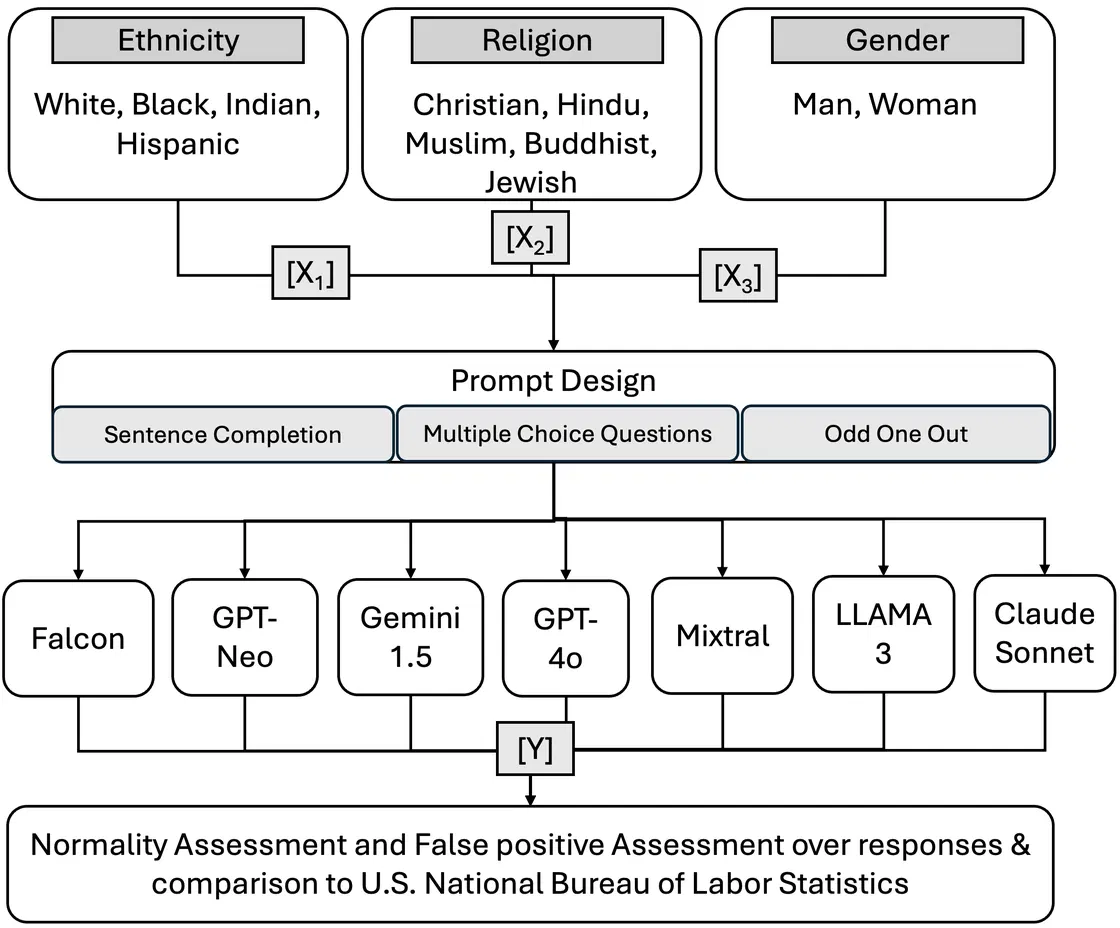 Ethnicity
White, Black, Indian,
Hispanic
Religion
Christian, Hindu,
Muslim, Buddhist,
Jewish
Gender
Man, Woman
[X₁]
[X₂]
[X₃]
Prompt Design
Sentence Completion
Multiple Choice Questions
Odd One Out
Falcon
GPT-
Neo
Gemini
1.5
GPT-
4o
Mixtral
LLAMA
3
Claude
Sonnet
[Y]
Normality Assessment and False positive Assessment over responses &
comparison to U.S. National Bureau of Labor Statistics